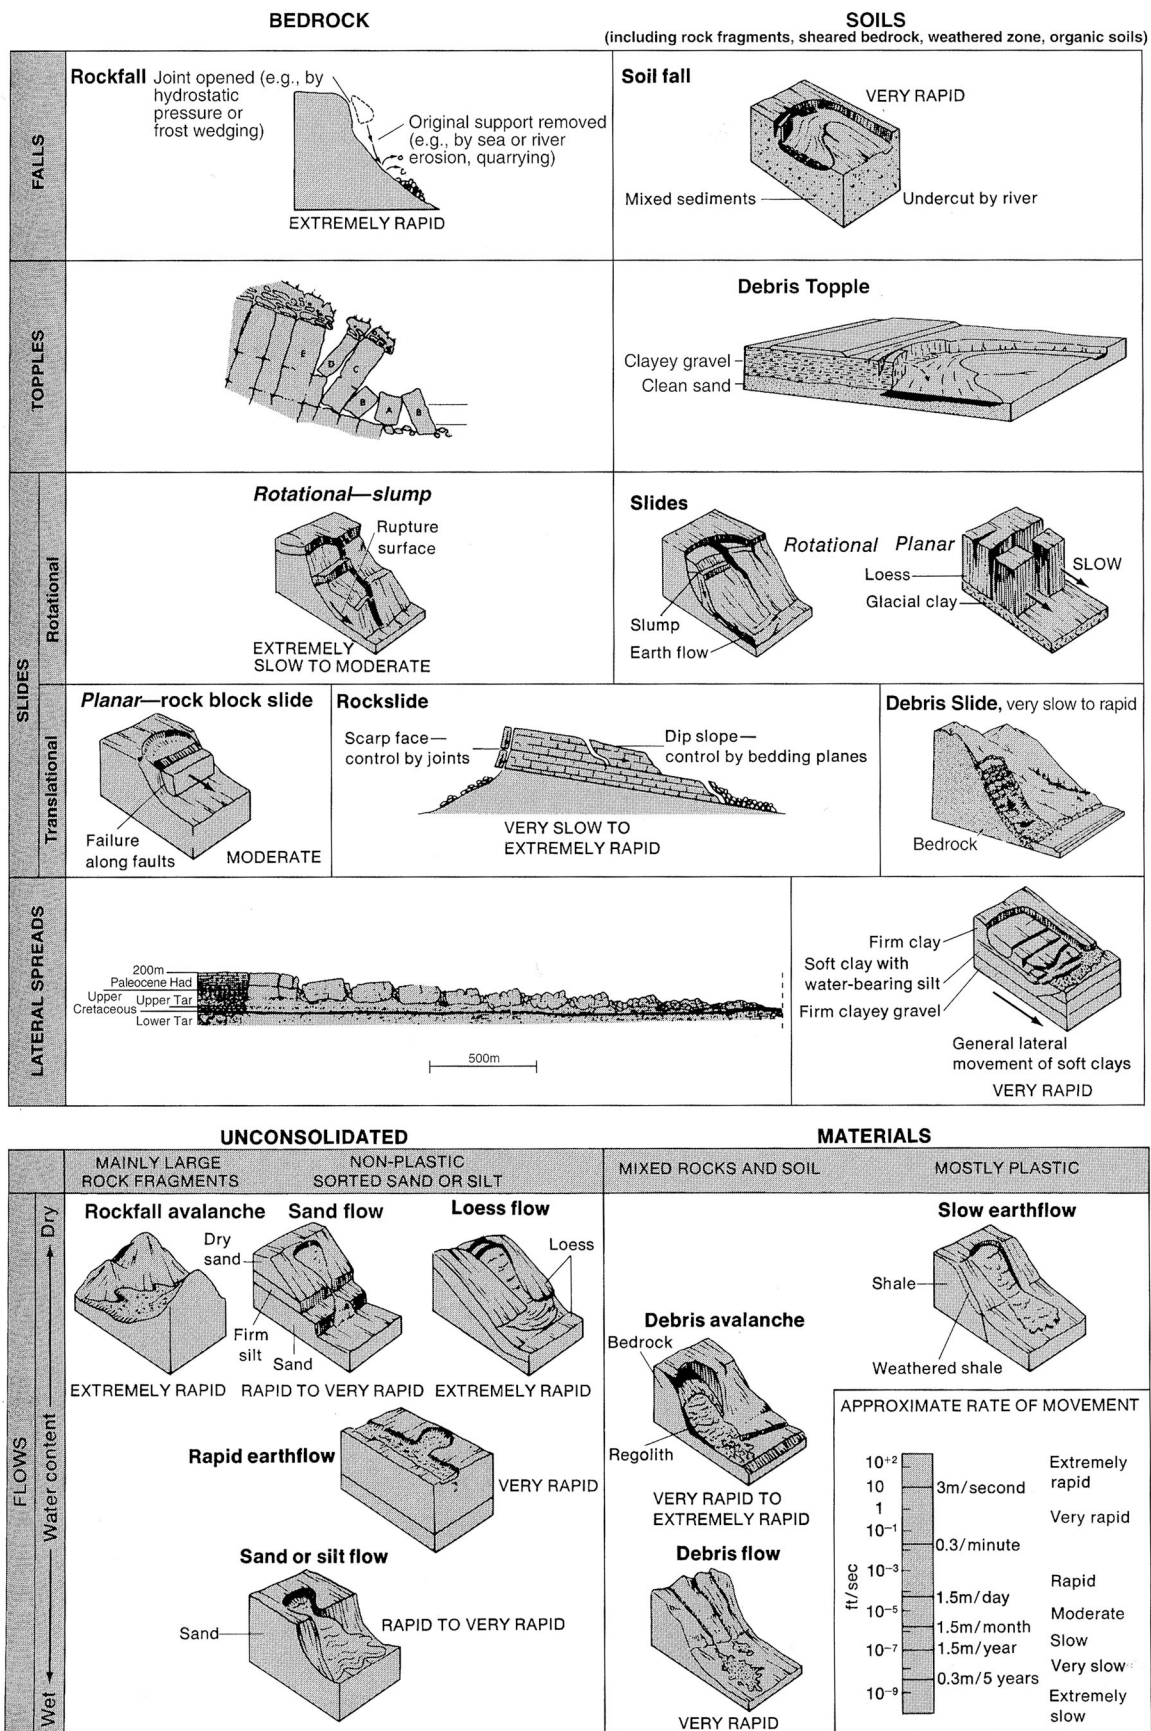 BEDROCK
SOILS
(including rock fragments, sheared bedrock, weathered zone, organic soils)
FALLS
Rockfall Joint opened (e.g., by
hydrostatic
pressure or
frost wedging)
Original support removed
(e.g., by sea or river
erosion, quarrying)
EXTREMELY RAPID
Soil fall
VERY RAPID
Mixed sediments
Undercut by river
TOPPLES
E
D
C
B
A
B
Debris Topple
Clayey gravel
Clean sand
SLIDES
Rotational
Rotational—slump
Rupture
surface
EXTREMELY
SLOW TO MODERATE
Slides
Rotational Planar
Loess
Glacial clay
SLOW
Slump
Earth flow
Translational
Planar—rock block slide
Failure
along faults
MODERATE
Rockslide
Scarp face—
control by joints
Dip slope—
control by bedding planes
VERY SLOW TO
EXTREMELY RAPID
Debris Slide, very slow to rapid
Bedrock
LATERAL SPREADS
200m
Paleocene Had
Upper
Cretaceous
Upper Tar
Lower Tar
500m
Firm clay
Soft clay with
water-bearing silt
Firm clayey gravel
General lateral
movement of soft clays
VERY RAPID
UNCONSOLIDATED
MATERIALS
MAINLY LARGE
ROCK FRAGMENTS
NON-PLASTIC
SORTED SAND OR SILT
MIXED ROCKS AND SOIL
MOSTLY PLASTIC
FLOWS
Wet
Water content
Dry
Rockfall avalanche
EXTREMELY RAPID
Sand flow
Dry
sand
Firm
silt
Sand
RAPID TO VERY RAPID
Loess flow
Loess
EXTREMELY RAPID
Rapid earthflow
VERY RAPID
Sand or silt flow
Sand
RAPID TO VERY RAPID
Debris avalanche
Bedrock
Regolith
VERY RAPID TO
EXTREMELY RAPID
Debris flow
VERY RAPID
Slow earthflow
Shale
Weathered shale
APPROXIMATE RATE OF MOVEMENT
ft/sec
10+2
10
1
10−1
10−3
10−5
10−7
10−9
3m/second
0.3/minute
1.5m/day
1.5m/month
1.5m/year
0.3m/5 years
Extremely
rapid
Very rapid
Rapid
Moderate
Slow
Very slow
Extremely
slow